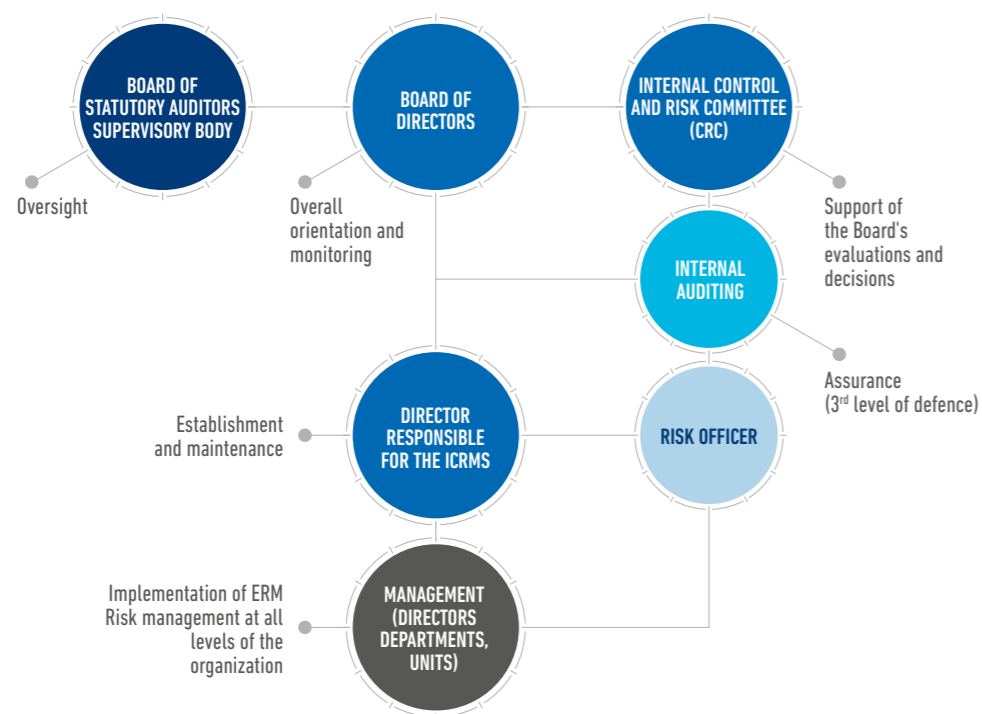 BOARD OF
STATUTORY AUDITORS
SUPERVISORY BODY
BOARD OF
DIRECTORS
INTERNAL CONTROL
AND RISK COMMITTEE
(CRC)
Oversight
Overall
orientation and
monitoring
Support of
the Board's
evaluations and
decisions
INTERNAL
AUDITING
Assurance
(3rd level of defence)
Establishment
and maintenance
DIRECTOR
RESPONSIBLE
FOR THE ICRMS
RISK OFFICER
Implementation of ERM
Risk management at all
levels of the
organization
MANAGEMENT
(DIRECTORS
DEPARTMENTS,
UNITS)